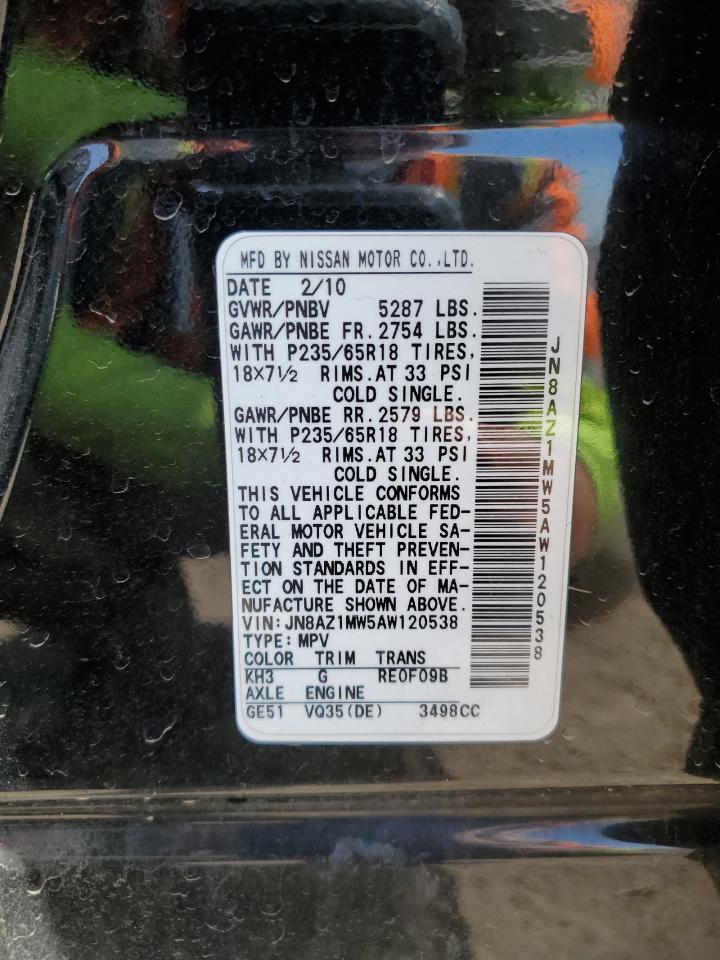 MFD BY NISSAN MOTOR CO.,LTD.
DATE 2/10
GVWR/PNBV 5287 LBS.
GAWR/PNBE FR. 2754 LBS.
WITH P235/65R18 TIRES,
18×7½ RIMS. AT 33 PSI
COLD SINGLE.
GAWR/PNBE RR. 2579 LBS.
WITH P235/65R18 TIRES,
18×7½ RIMS. AT 33 PSI
COLD SINGLE.
THIS VEHICLE CONFORMS
TO ALL APPLICABLE FED-
ERAL MOTOR VEHICLE SA-
FETY AND THEFT PREVEN-
TION STANDARDS IN EFF-
ECT ON THE DATE OF MA-
NUFACTURE SHOWN ABOVE.
VIN: JN8AZ1MW5AW120538
TYPE: MPV
COLOR TRIM TRANS
KH3 G RE0F09B
AXLE ENGINE
GE51 VQ35(DE) 3498CC
JN8AZ1MW5AW120538